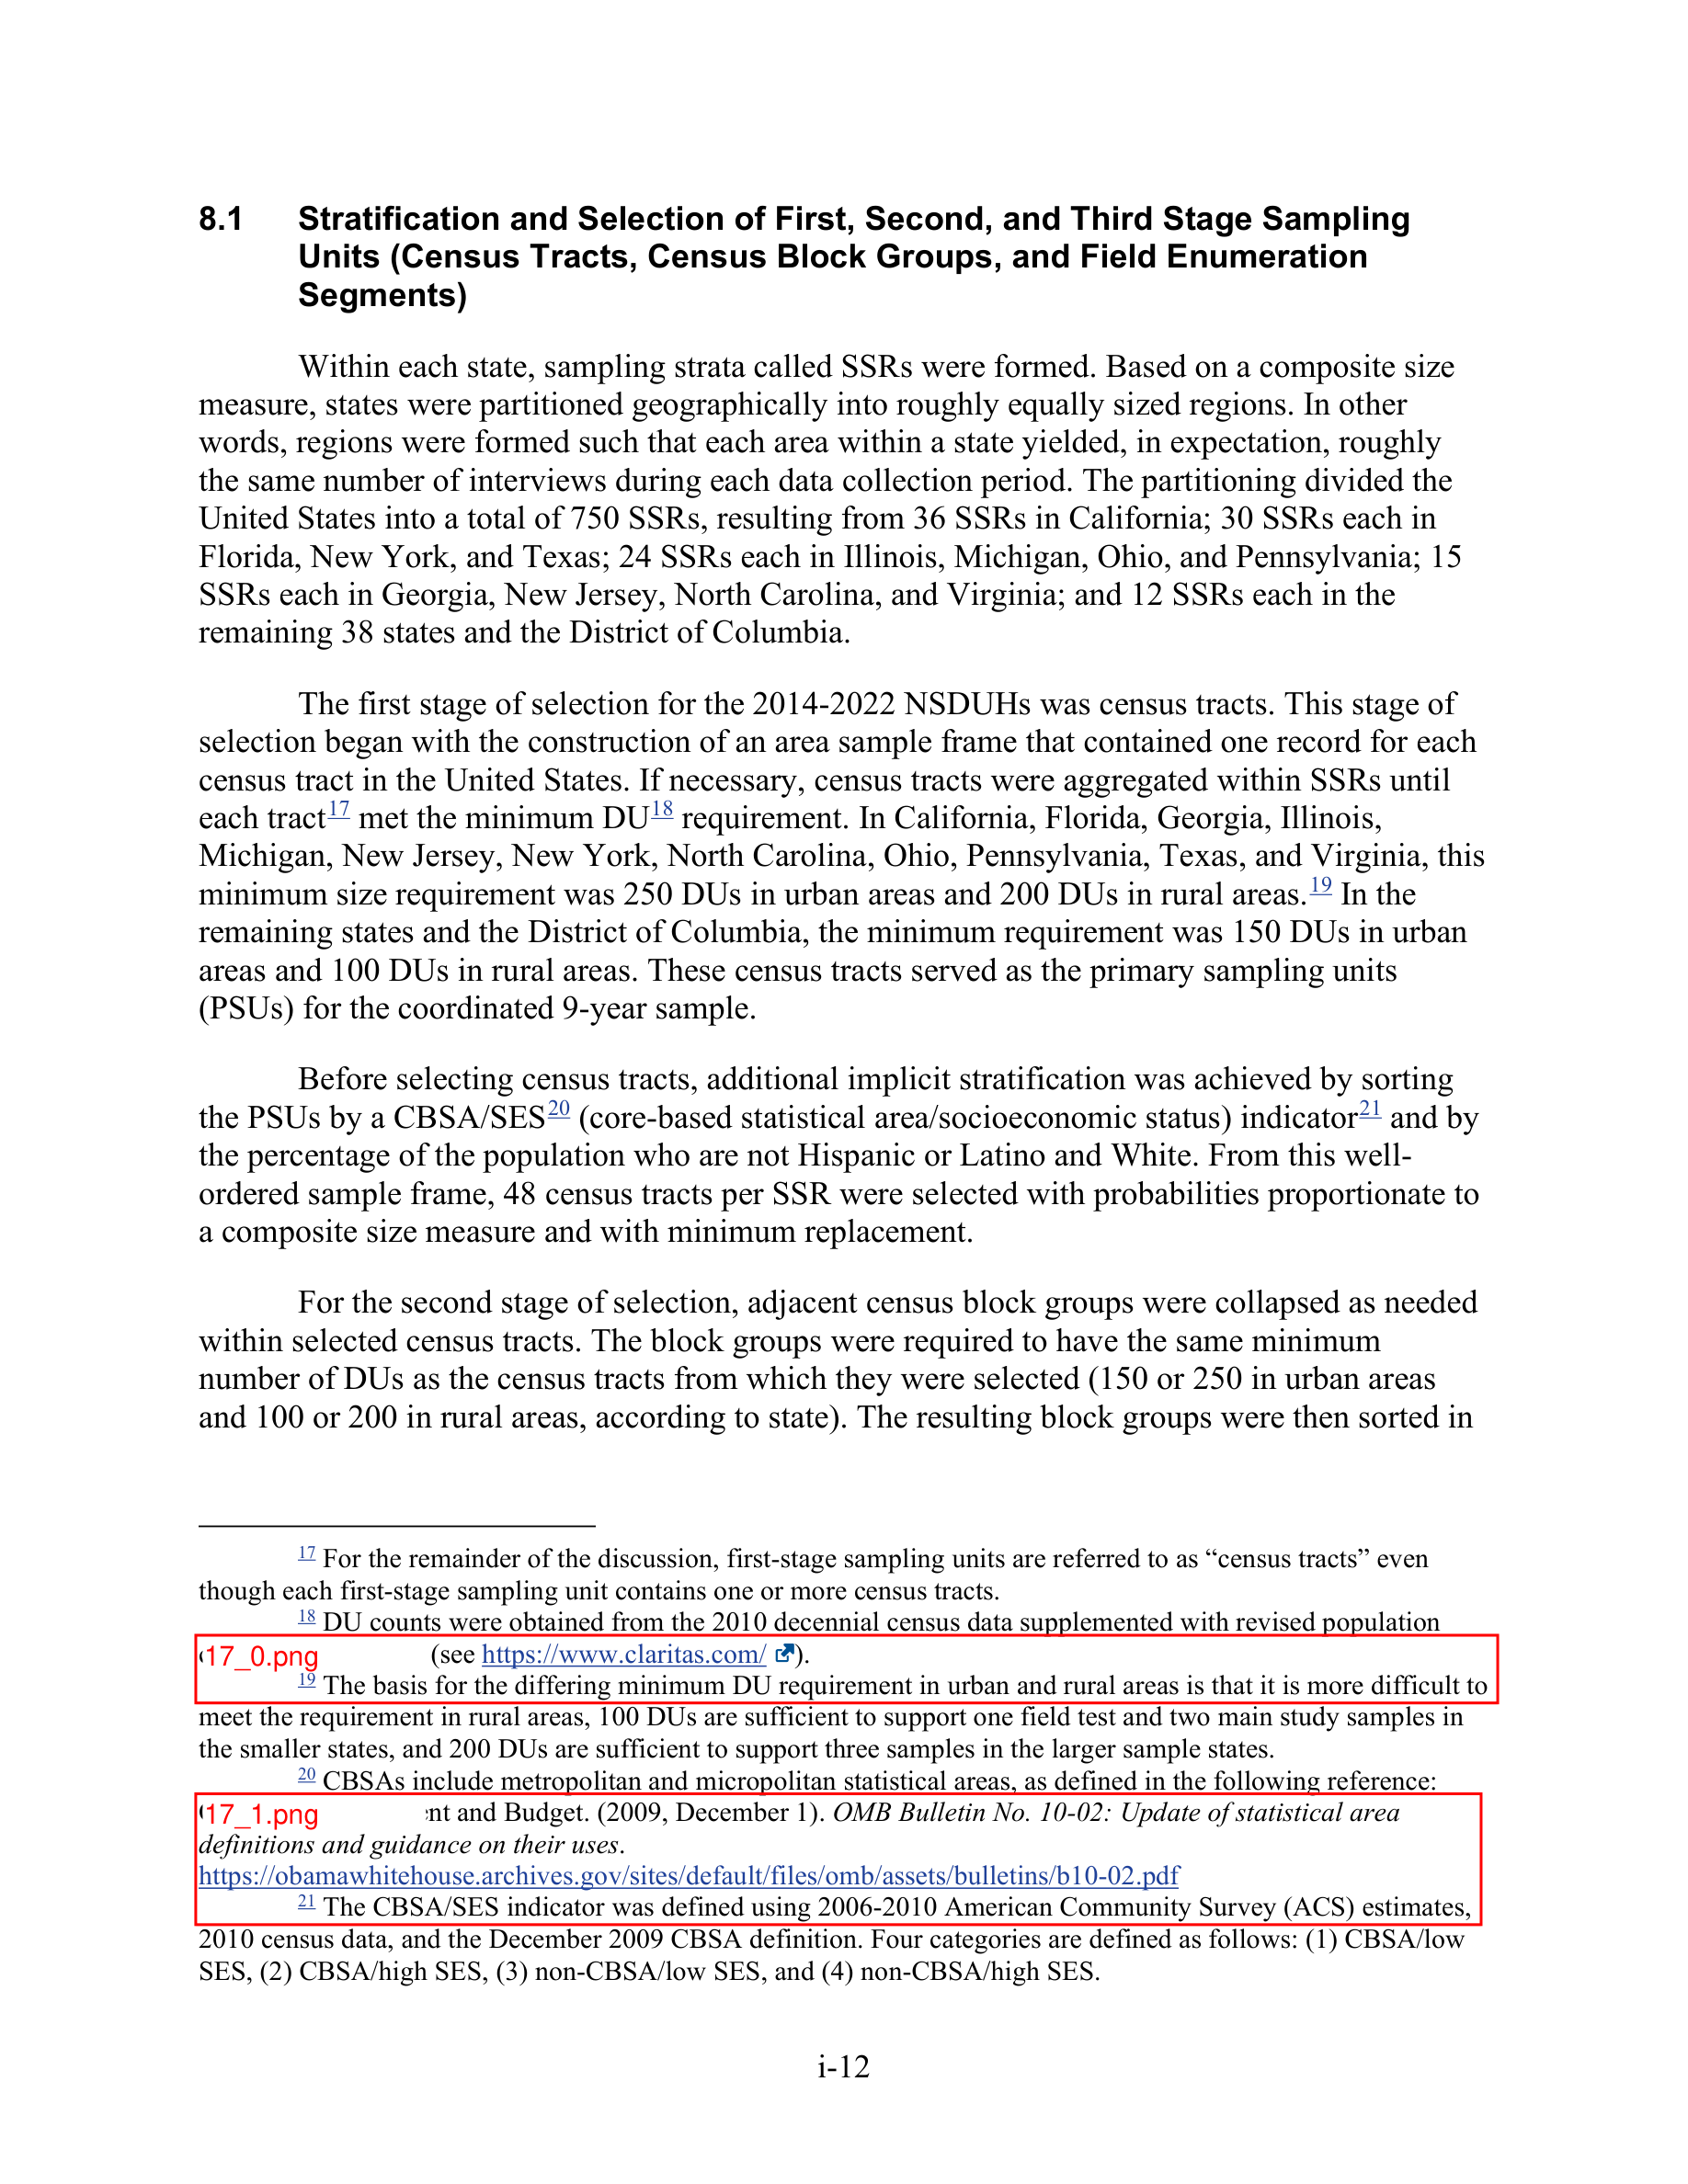 8.1 Stratification and Selection of First, Second, and Third Stage Sampling
Units (Census Tracts, Census Block Groups, and Field Enumeration
Segments)
Within each state, sampling strata called SSRs were formed. Based on a composite size
measure, states were partitioned geographically into roughly equally sized regions. In other
words, regions were formed such that each area within a state yielded, in expectation, roughly
the same number of interviews during each data collection period. The partitioning divided the
United States into a total of 750 SSRs, resulting from 36 SSRs in California; 30 SSRs each in
Florida, New York, and Texas; 24 SSRs each in Illinois, Michigan, Ohio, and Pennsylvania; 15
SSRs each in Georgia, New Jersey, North Carolina, and Virginia; and 12 SSRs each in the
remaining 38 states and the District of Columbia.
The first stage of selection for the 2014-2022 NSDUHs was census tracts. This stage of
selection began with the construction of an area sample frame that contained one record for each
census tract in the United States. If necessary, census tracts were aggregated within SSRs until
each tract17 met the minimum DU18 requirement. In California, Florida, Georgia, Illinois,
Michigan, New Jersey, New York, North Carolina, Ohio, Pennsylvania, Texas, and Virginia, this
minimum size requirement was 250 DUs in urban areas and 200 DUs in rural areas.19 In the
remaining states and the District of Columbia, the minimum requirement was 150 DUs in urban
areas and 100 DUs in rural areas. These census tracts served as the primary sampling units
(PSUs) for the coordinated 9-year sample.
Before selecting census tracts, additional implicit stratification was achieved by sorting
the PSUs by a CBSA/SES20 (core-based statistical area/socioeconomic status) indicator21 and by
the percentage of the population who are not Hispanic or Latino and White. From this well-
ordered sample frame, 48 census tracts per SSR were selected with probabilities proportionate to
a composite size measure and with minimum replacement.
For the second stage of selection, adjacent census block groups were collapsed as needed
within selected census tracts. The block groups were required to have the same minimum
number of DUs as the census tracts from which they were selected (150 or 250 in urban areas
and 100 or 200 in rural areas, according to state). The resulting block groups were then sorted in
17 For the remainder of the discussion, first-stage sampling units are referred to as “census tracts” even
though each first-stage sampling unit contains one or more census tracts.
18 DU counts were obtained from the 2010 decennial census data supplemented with revised population
17_0.png (see https://www.claritas.com/ ).
19 The basis for the differing minimum DU requirement in urban and rural areas is that it is more difficult to
meet the requirement in rural areas, 100 DUs are sufficient to support one field test and two main study samples in
the smaller states, and 200 DUs are sufficient to support three samples in the larger sample states.
20 CBSAs include metropolitan and micropolitan statistical areas, as defined in the following reference:
17_1.png nt and Budget. (2009, December 1). OMB Bulletin No. 10-02: Update of statistical area
definitions and guidance on their uses.
https://obamawhitehouse.archives.gov/sites/default/files/omb/assets/bulletins/b10-02.pdf
21 The CBSA/SES indicator was defined using 2006-2010 American Community Survey (ACS) estimates,
2010 census data, and the December 2009 CBSA definition. Four categories are defined as follows: (1) CBSA/low
SES, (2) CBSA/high SES, (3) non-CBSA/low SES, and (4) non-CBSA/high SES.
i-12